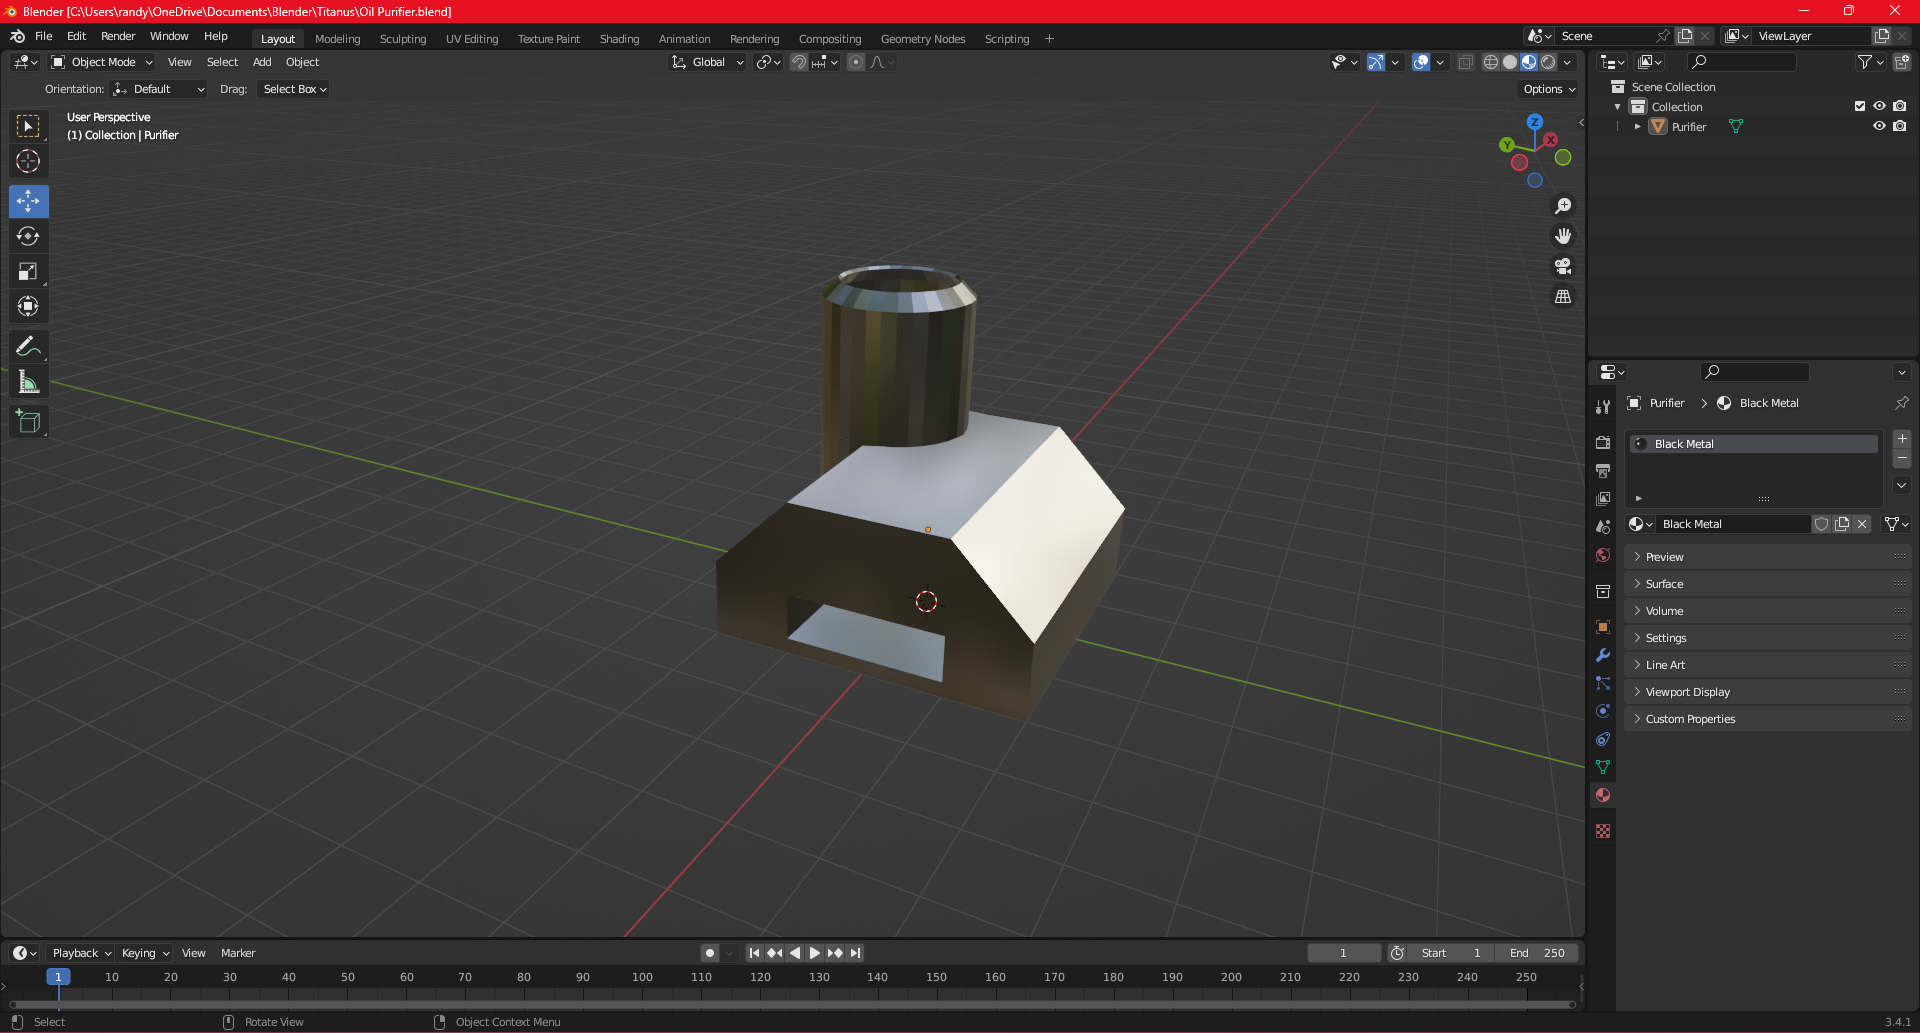 Blender [C:\Users\randy\OneDrive\Documents\Blender\Titanus\Oil Purifier.blend]
File Edit Render Window Help Layout Modeling Sculpting UV Editing Texture Paint Shading Animation Rendering Compositing Geometry Nodes Scripting + Scene ViewLayer
Object Mode View Select Add Object Global
Orientation: Default Drag: Select Box Options
User Perspective
(1) Collection | Purifier
Z
Y X
Scene Collection
Collection
Purifier
Purifier > Black Metal
Black Metal
Black Metal
Preview
Surface
Volume
Settings
Line Art
Viewport Display
Custom Properties
Playback Keying View Marker 1 Start 1 End 250
1 10 20 30 40 50 60 70 80 90 100 110 120 130 140 150 160 170 180 190 200 210 220 230 240 250
Select Rotate View Object Context Menu 3.4.1